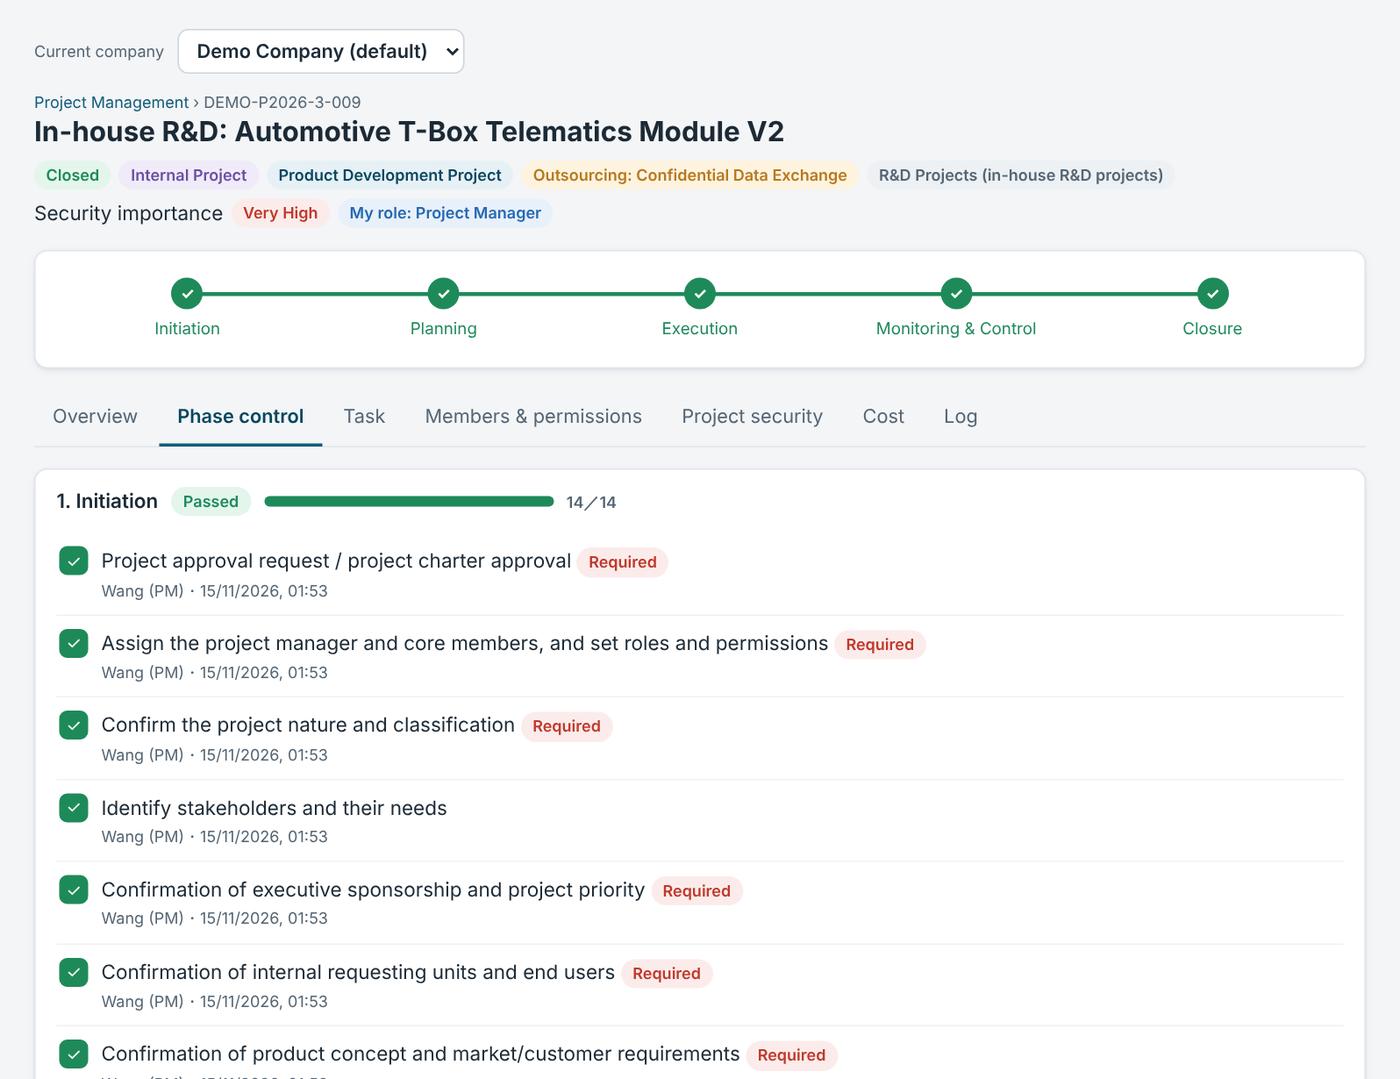 Current company Demo Company (default)
Project Management › DEMO-P2026-3-009
In-house R&D: Automotive T-Box Telematics Module V2
Closed Internal Project Product Development Project Outsourcing: Confidential Data Exchange R&D Projects (in-house R&D projects)
Security importance Very High My role: Project Manager
Initiation Planning Execution Monitoring & Control Closure
Overview Phase control Task Members & permissions Project security Cost Log
1. Initiation Passed 14／14
Project approval request / project charter approval Required
Wang (PM)・15/11/2026, 01:53
Assign the project manager and core members, and set roles and permissions Required
Wang (PM)・15/11/2026, 01:53
Confirm the project nature and classification Required
Wang (PM)・15/11/2026, 01:53
Identify stakeholders and their needs
Wang (PM)・15/11/2026, 01:53
Confirmation of executive sponsorship and project priority Required
Wang (PM)・15/11/2026, 01:53
Confirmation of internal requesting units and end users Required
Wang (PM)・15/11/2026, 01:53
Confirmation of product concept and market/customer requirements Required